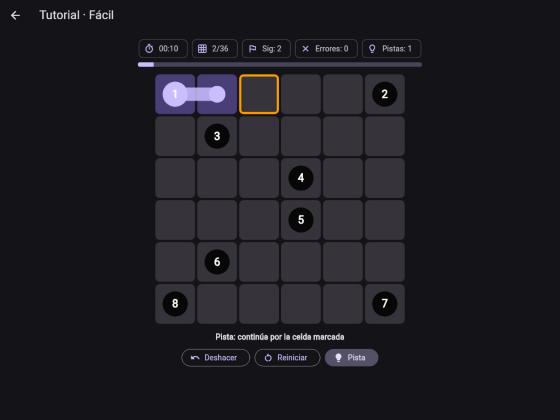 Tutorial · Fácil
00:10 2/36 Sig: 2 Errores: 0 Pistas: 1
1 2
3
4
5
6
8 7
Pista: continúa por la celda marcada
Deshacer Reiniciar Pista